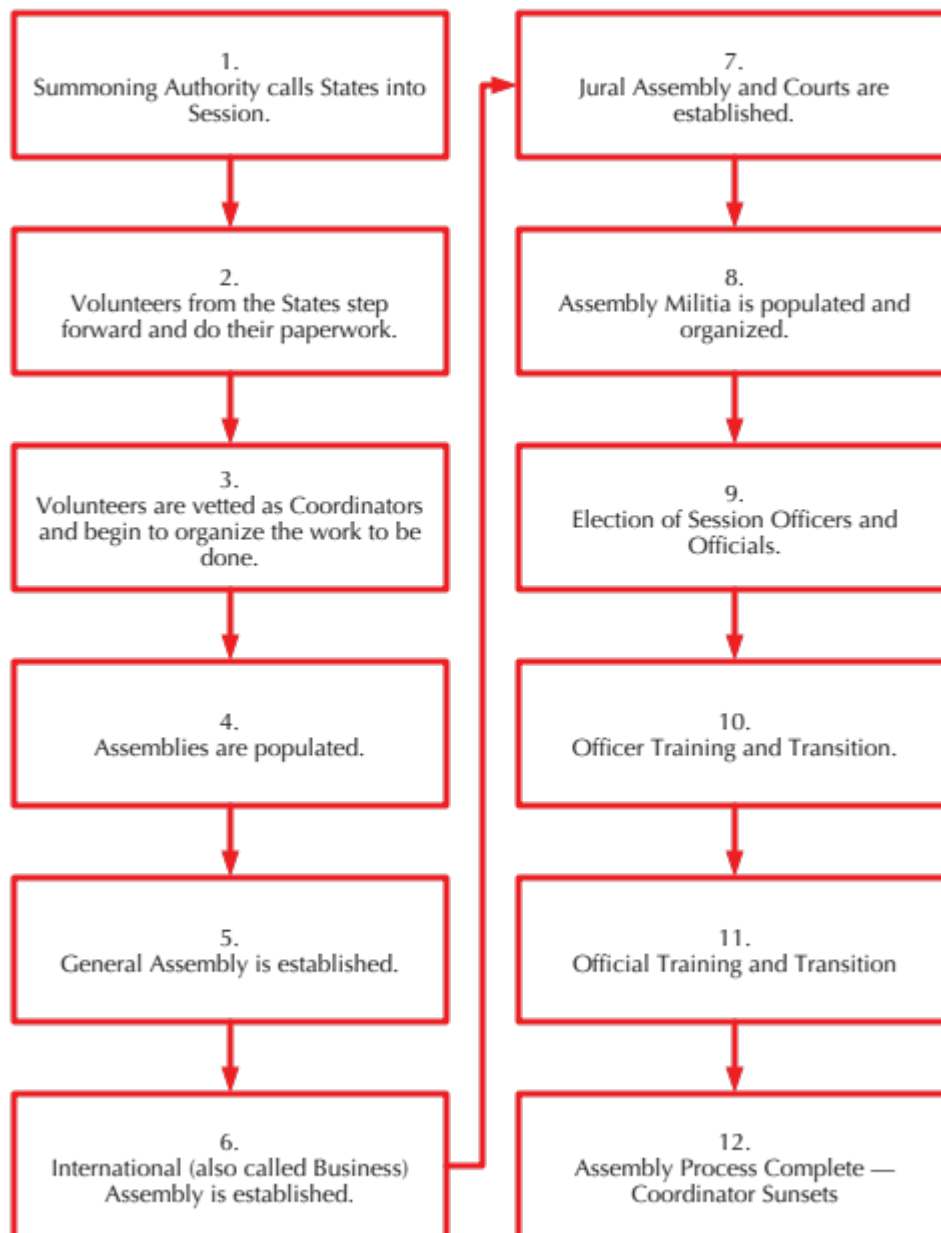 1.
Summoning Authority calls States into
Session.
2.
Volunteers from the States step
forward and do their paperwork.
3.
Volunteers are vetted as Coordinators
and begin to organize the work to be
done.
4.
Assemblies are populated.
5.
General Assembly is established.
6.
International (also called Business)
Assembly is established.
7.
Jural Assembly and Courts are
established.
8.
Assembly Militia is populated and
organized.
9.
Election of Session Officers and
Officials.
10.
Officer Training and Transition.
11.
Official Training and Transition
12.
Assembly Process Complete —
Coordinator Sunsets